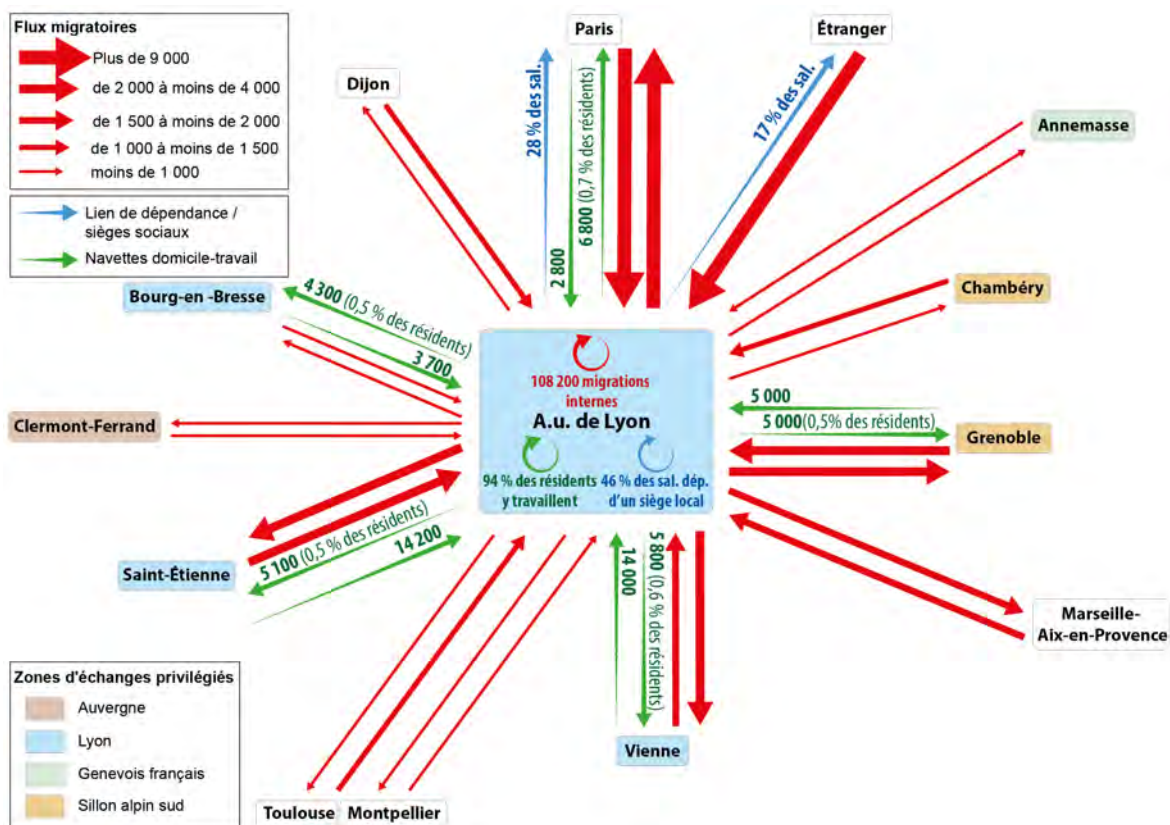 Flux migratoires
Plus de 9 000
de 2 000 à moins de 4 000
de 1 500 à moins de 2 000
de 1 000 à moins de 1 500
moins de 1 000
Lien de dépendance /
sièges sociaux
Navettes domicile-travail
Paris
Étranger
Dijon
Annemasse
28 % des sal.
2 800
6 800 (0,7 % des résidents)
17 % des sal.
Bourg-en -Bresse
4 300 (0,5 % des résidents)
3 700
Chambéry
108 200 migrations
internes
A.u. de Lyon
94 % des résidents
y travaillent
46 % des sal. dép.
d'un siège local
Clermont-Ferrand
5 000
5 000(0,5% des résidents)
Grenoble
Saint-Étienne
5 100 (0,5 % des résidents)
14 200
14 000
5 800 (0,6 % des résidents)
Marseille-
Aix-en-Provence
Vienne
Toulouse
Montpellier
Zones d'échanges privilégiés
Auvergne
Lyon
Genevois français
Sillon alpin sud